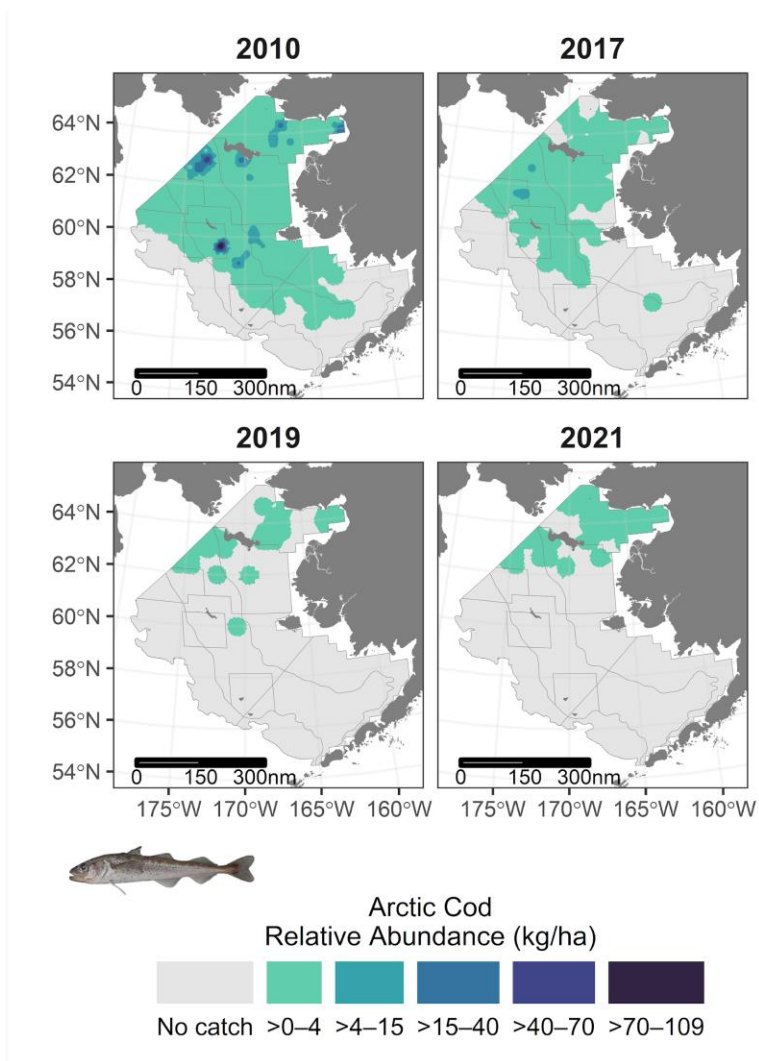 2010 2017
64°N
62°N
60°N
58°N
56°N
54°N
0 150 300nm 0 150 300nm
2019 2021
64°N
62°N
60°N
58°N
56°N
54°N
0 150 300nm 0 150 300nm
175°W 170°W 165°W 160°W 175°W 170°W 165°W 160°W
Arctic Cod
Relative Abundance (kg/ha)
No catch >0–4 >4–15 >15–40 >40–70 >70–109